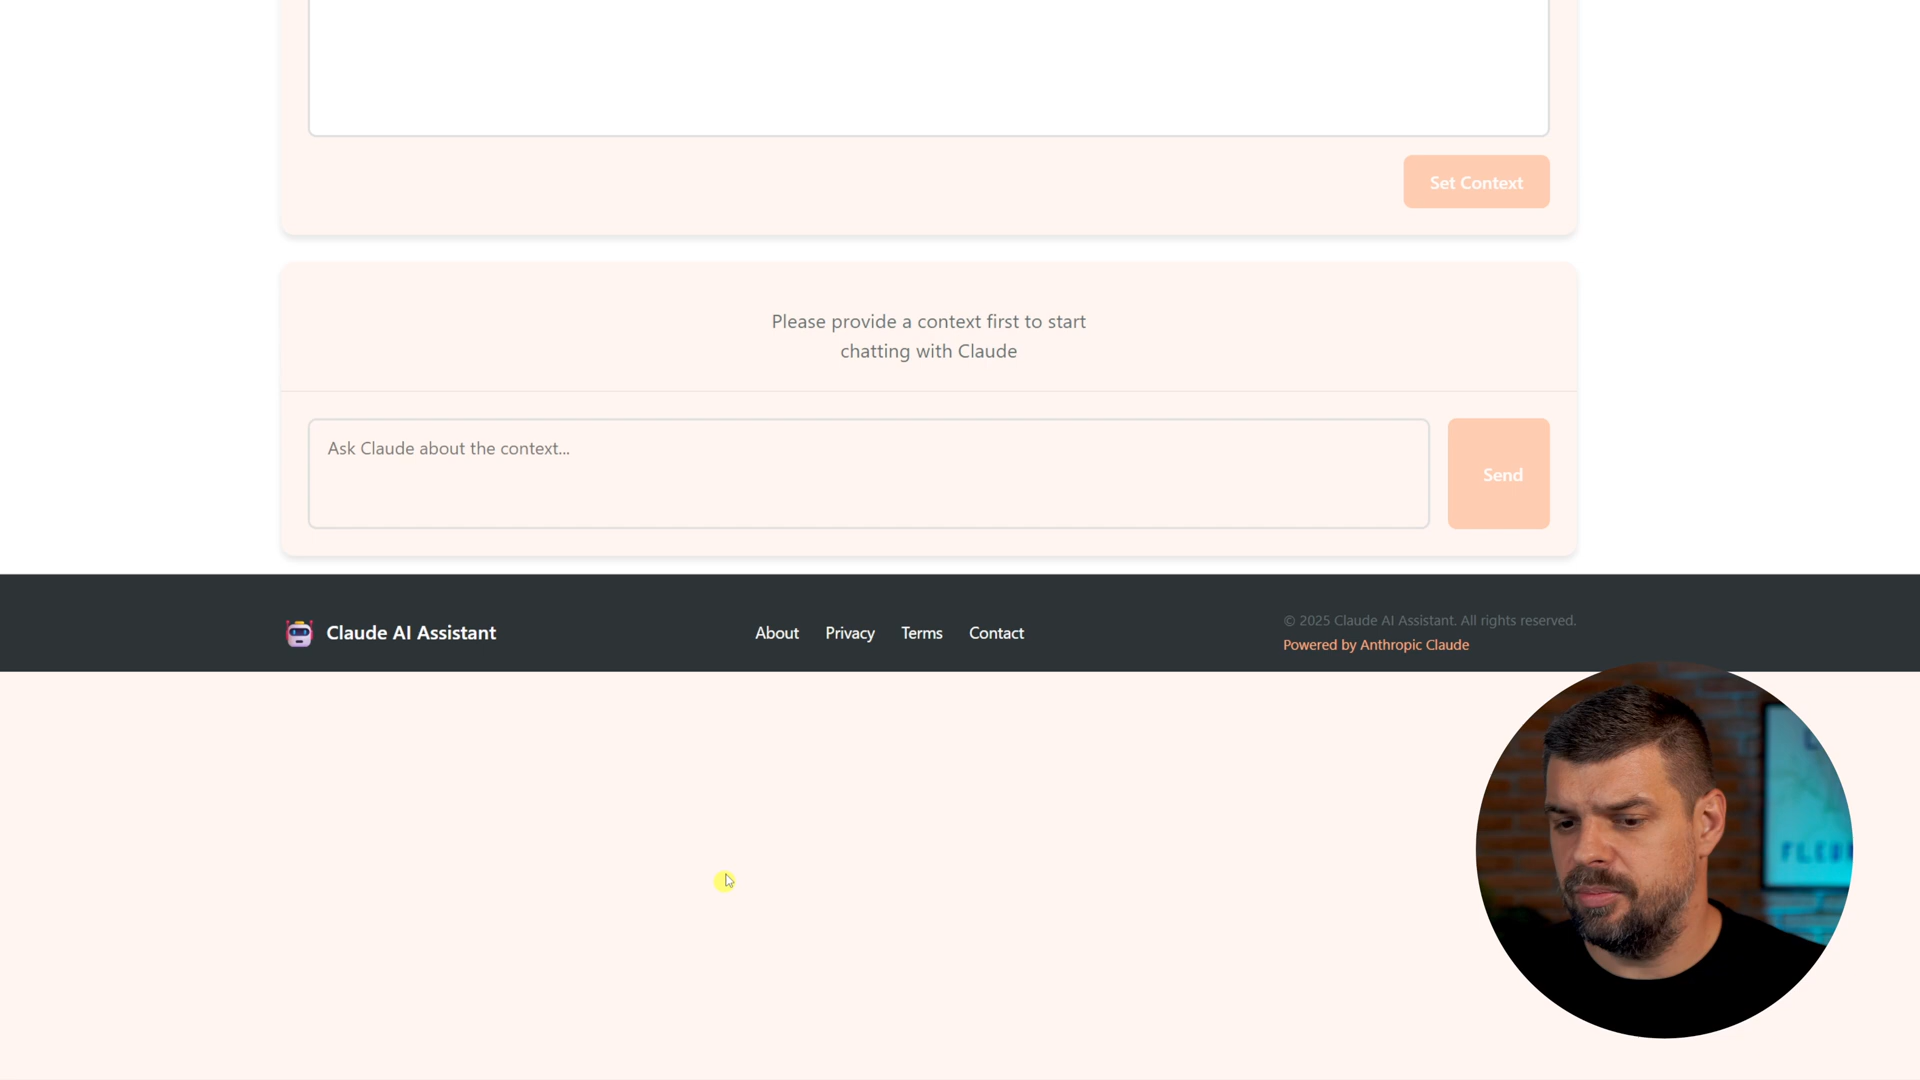 Set Context
Please provide a context first to start
chatting with Claude
Ask Claude about the context...
Send
Claude AI Assistant
About
Privacy
Terms
Contact
© 2025 Claude AI Assistant. All rights reserved.
Powered by Anthropic Claude